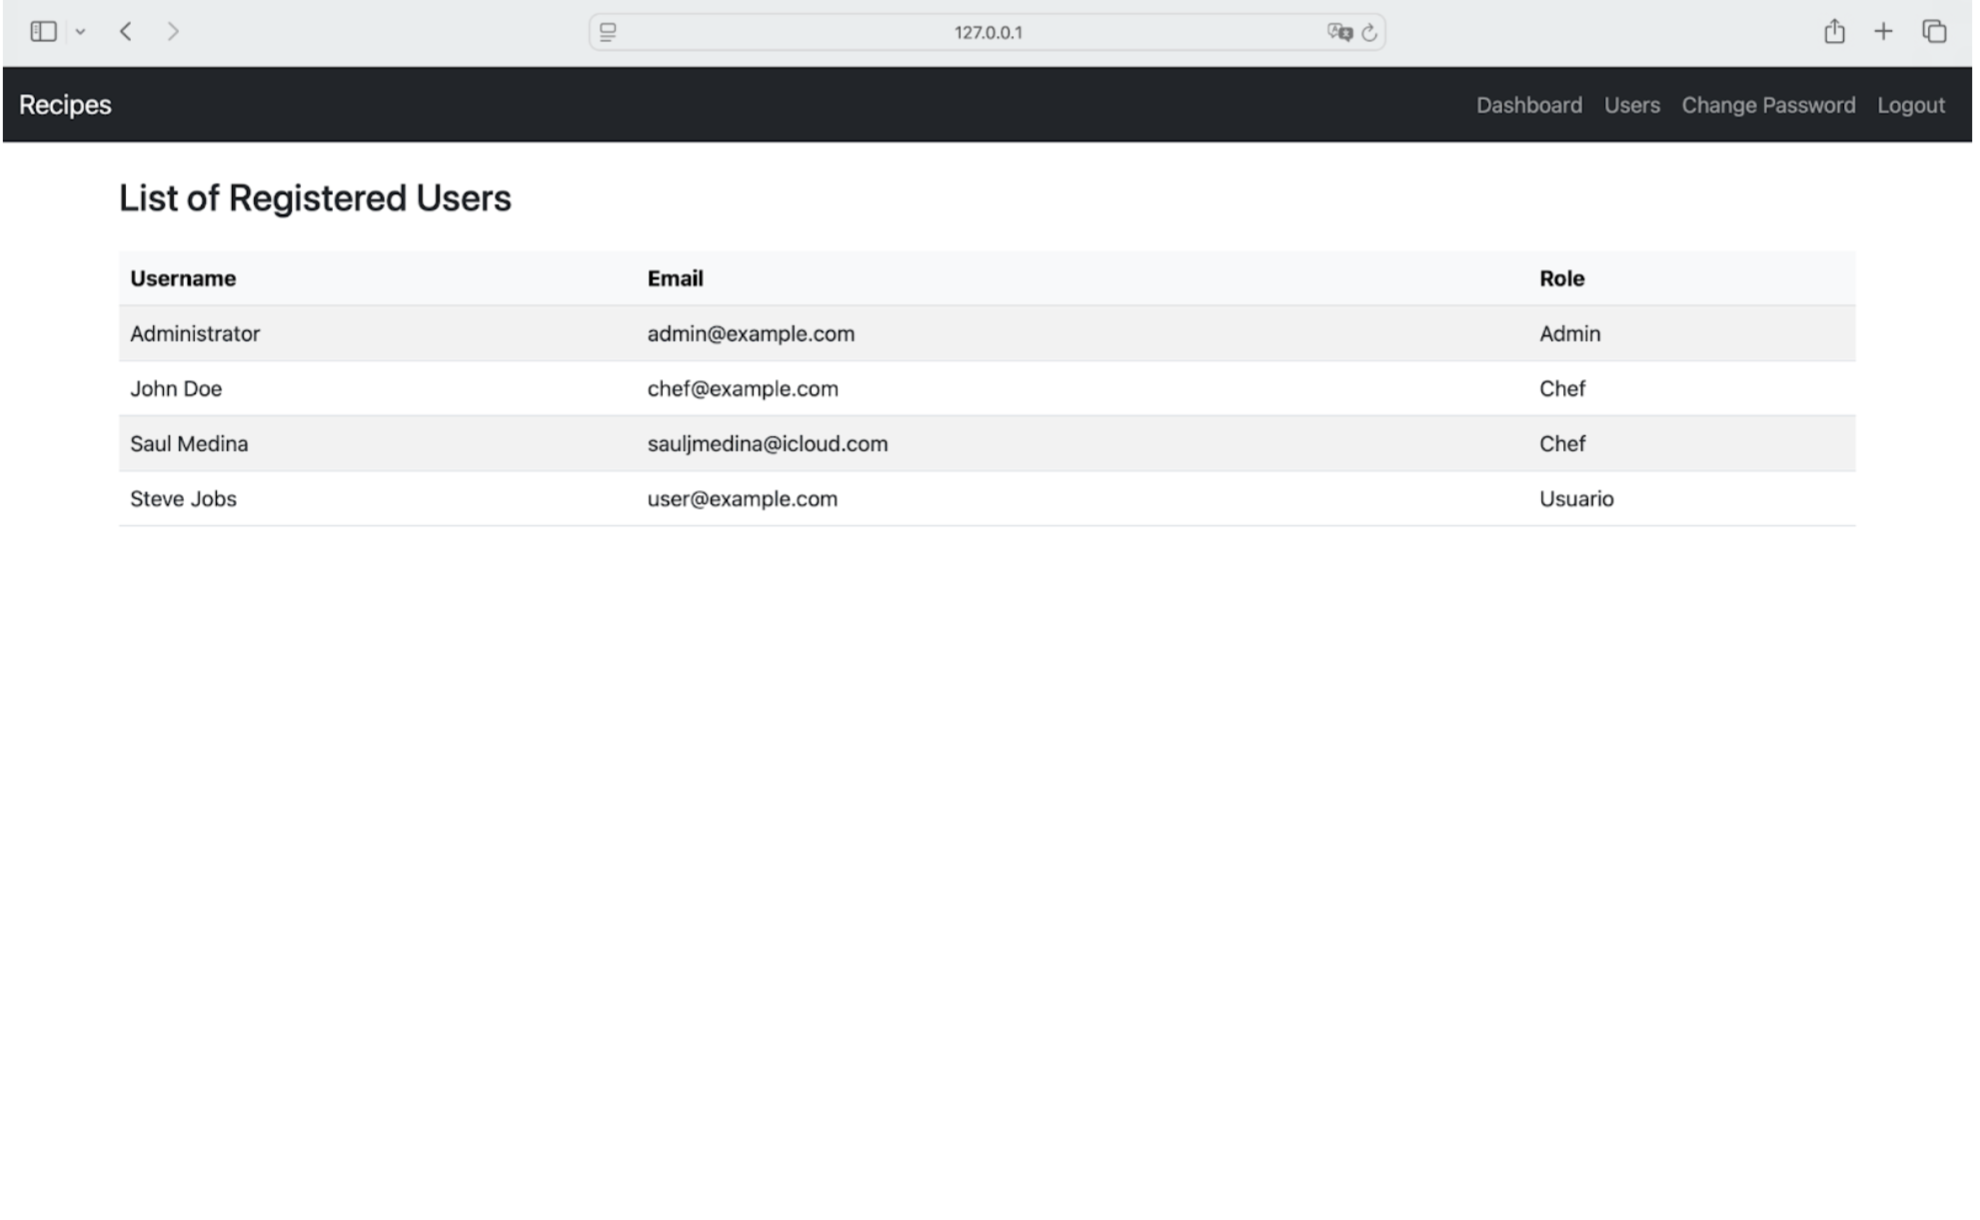 127.0.0.1
Recipes Dashboard Users Change Password Logout
List of Registered Users
Username Email Role
Administrator admin@example.com Admin
John Doe chef@example.com Chef
Saul Medina sauljmedina@icloud.com Chef
Steve Jobs user@example.com Usuario